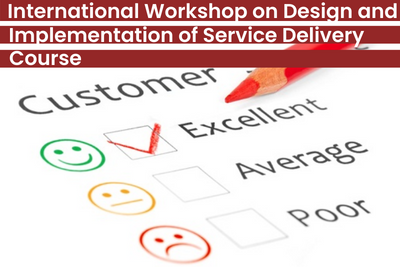 International Workshop on Design and
Implementation of Service Delivery
Course
Customer
Excellent
Average
Poor